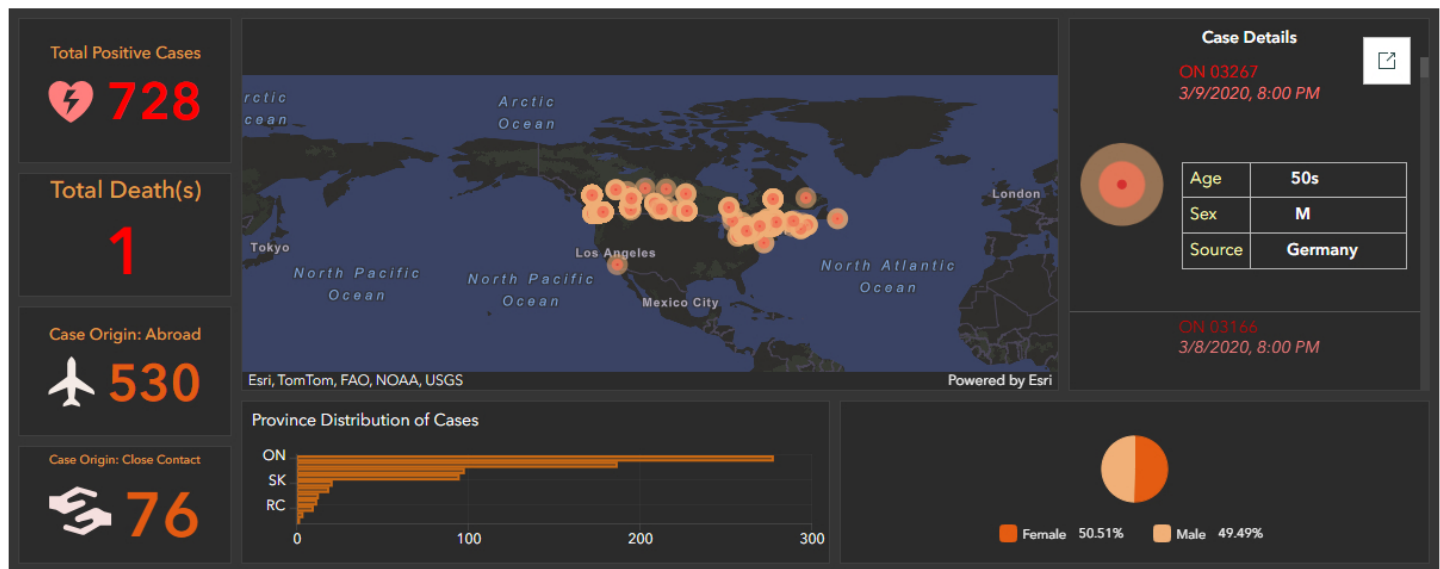 Total Positive Cases
728
Total Death(s)
1
Case Origin: Abroad
530
Case Origin: Close Contact
76
rctic
cean
Arctic
Ocean
London
Tokyo
Los Angeles
North Pacific
Ocean
North Pacific
Ocean
North Atlantic
Ocean
Mexico City
Esri, TomTom, FAO, NOAA, USGS
Powered by Esri
Case Details
ON 03267
3/9/2020, 8:00 PM
Age 50s
Sex M
Source Germany
ON 03166
3/8/2020, 8:00 PM
Province Distribution of Cases
ON
SK
RC
0 100 200 300
Female 50.51% Male 49.49%